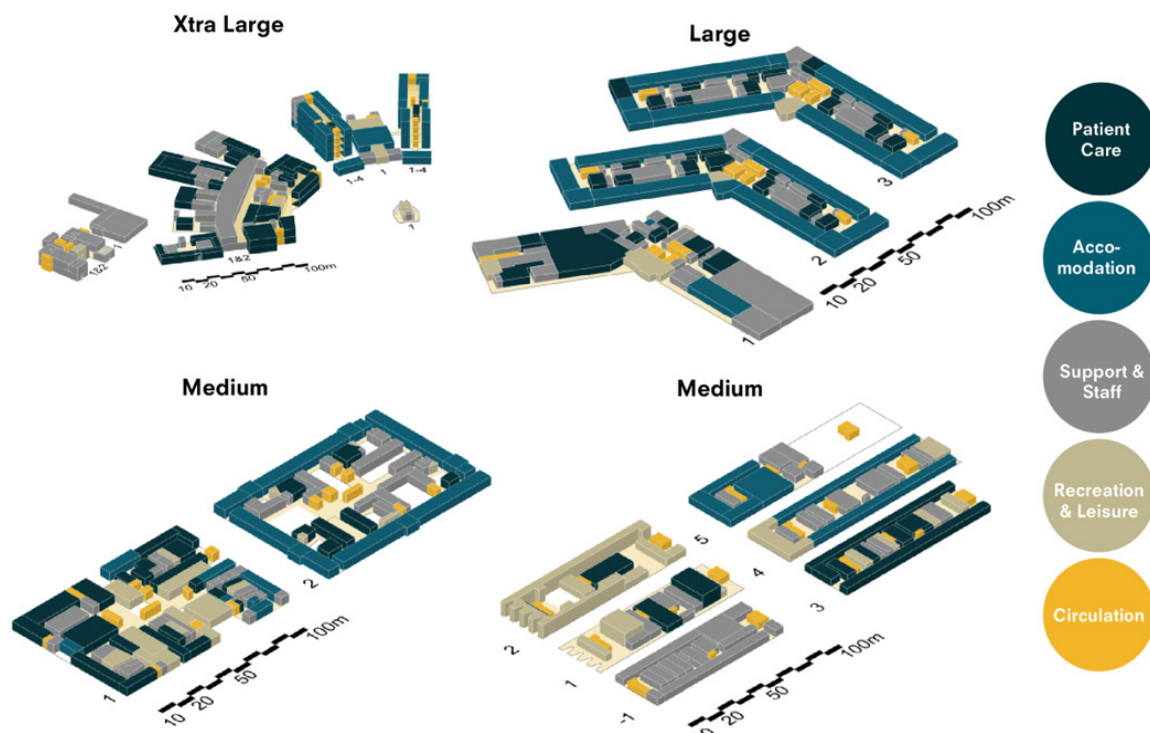 Xtra Large
1-4
1
1-4
1
1
1&2
1&2
10
20
50
100m
Large
3
2
1
10
20
50
100m
Medium
2
1
10
20
50
100m
Medium
5
4
3
2
1
-1
10
20
50
100m
Patient
Care
Acco-
modation
Support &
Staff
Recreation
& Leisure
Circulation